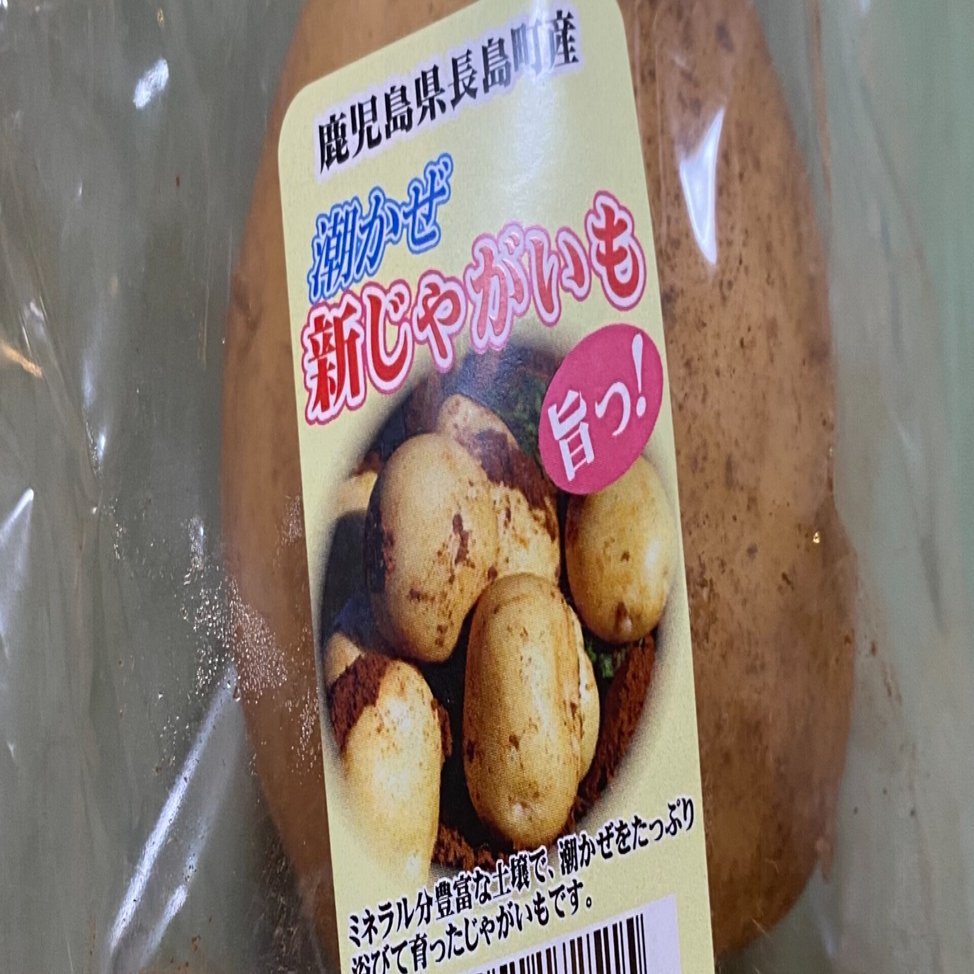 鹿児島県長島町産
潮かぜ
新じゃがいも
旨っ!
ミネラル分豊富な土壌で、潮かぜをたっぷり
浴びて育ったじゃがいもです。